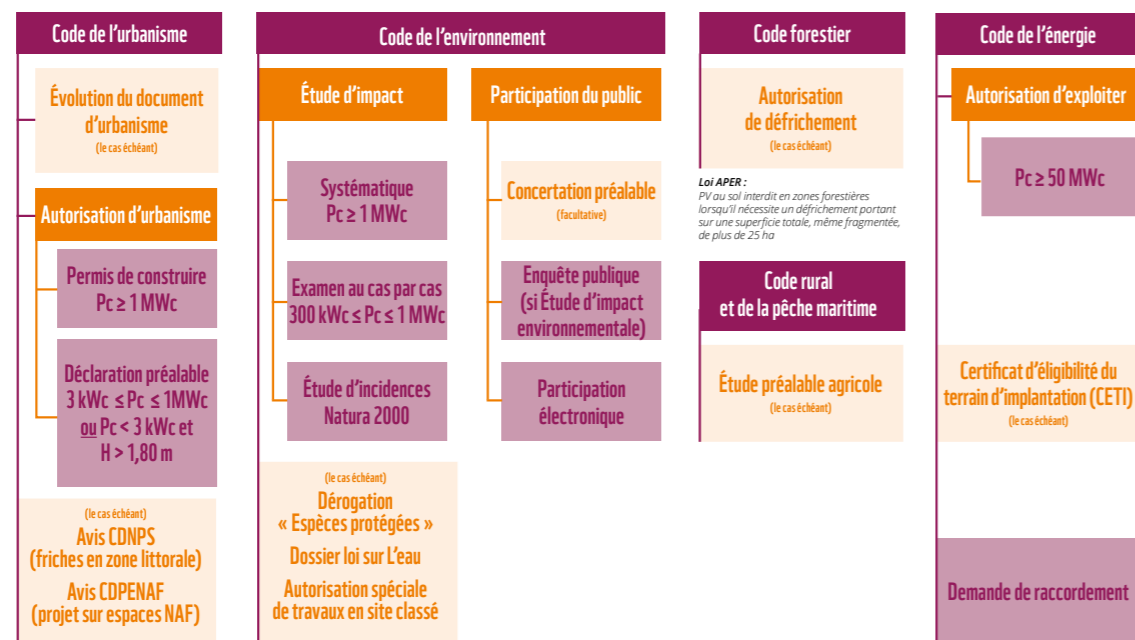 Code de l'urbanisme
Évolution du document
d'urbanisme
(le cas échéant)
Autorisation d'urbanisme
Permis de construire
Pc ≥ 1 MWc
Déclaration préalable
3 kWc ≤ Pc ≤ 1MWc
ou Pc < 3 kWc et
H > 1,80 m
(le cas échéant)
Avis CDNPS
(friches en zone littorale)
Avis CDPENAF
(projet sur espaces NAF)
Code de l'environnement
Étude d'impact
Systématique
Pc ≥ 1 MWc
Examen au cas par cas
300 kWc ≤ Pc ≤ 1 MWc
Étude d'incidences
Natura 2000
(le cas échéant)
Dérogation
« Espèces protégées »
Dossier loi sur L'eau
Autorisation spéciale
de travaux en site classé
Participation du public
Concertation préalable
(facultative)
Enquête publique
(si Étude d'impact
environnementale)
Participation
électronique
Code forestier
Autorisation
de défrichement
(le cas échéant)
Loi APER :
PV au sol interdit en zones forestières
lorsqu'il nécessite un défrichement portant
sur une superficie totale, même fragmentée,
de plus de 25 ha
Code rural
et de la pêche maritime
Étude préalable agricole
(le cas échéant)
Code de l'énergie
Autorisation d'exploiter
Pc ≥ 50 MWc
Certificat d'éligibilité du
terrain d'implantation (CETI)
(le cas échéant)
Demande de raccordement